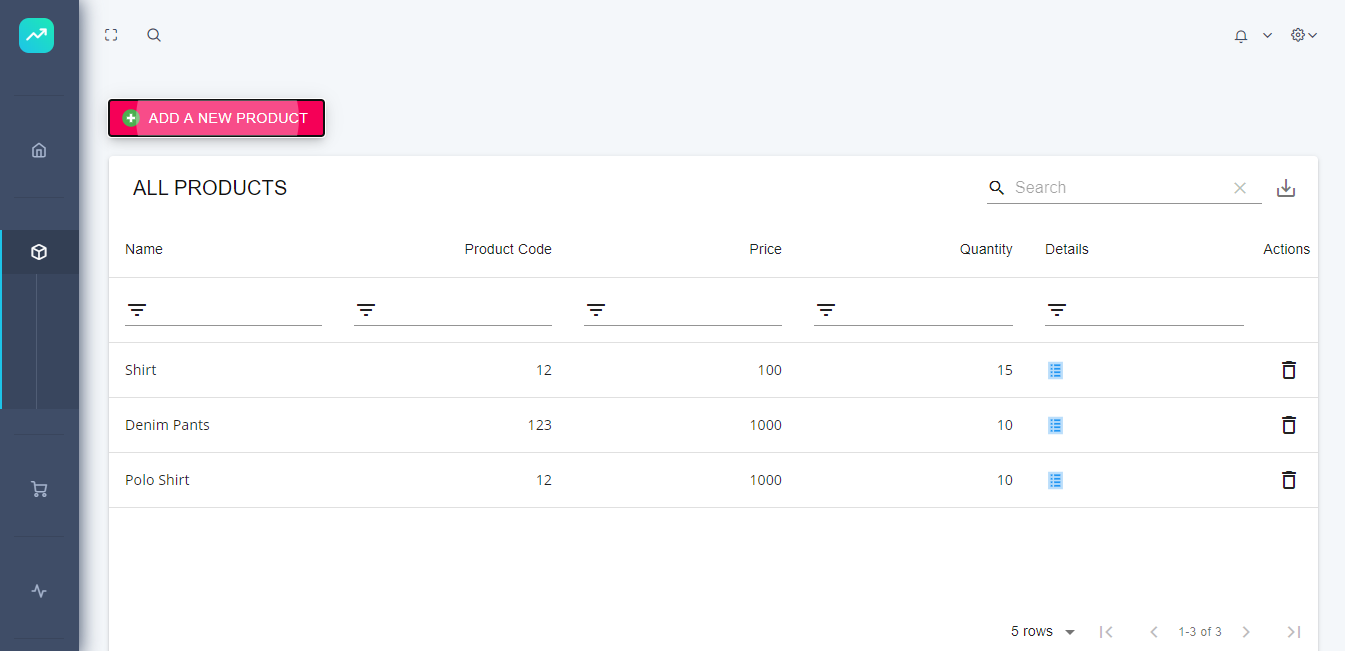 ADD A NEW PRODUCT
ALL PRODUCTS
Search
Name Product Code Price Quantity Details Actions
Shirt 12 100 15
Denim Pants 123 1000 10
Polo Shirt 12 1000 10
5 rows 1-3 of 3